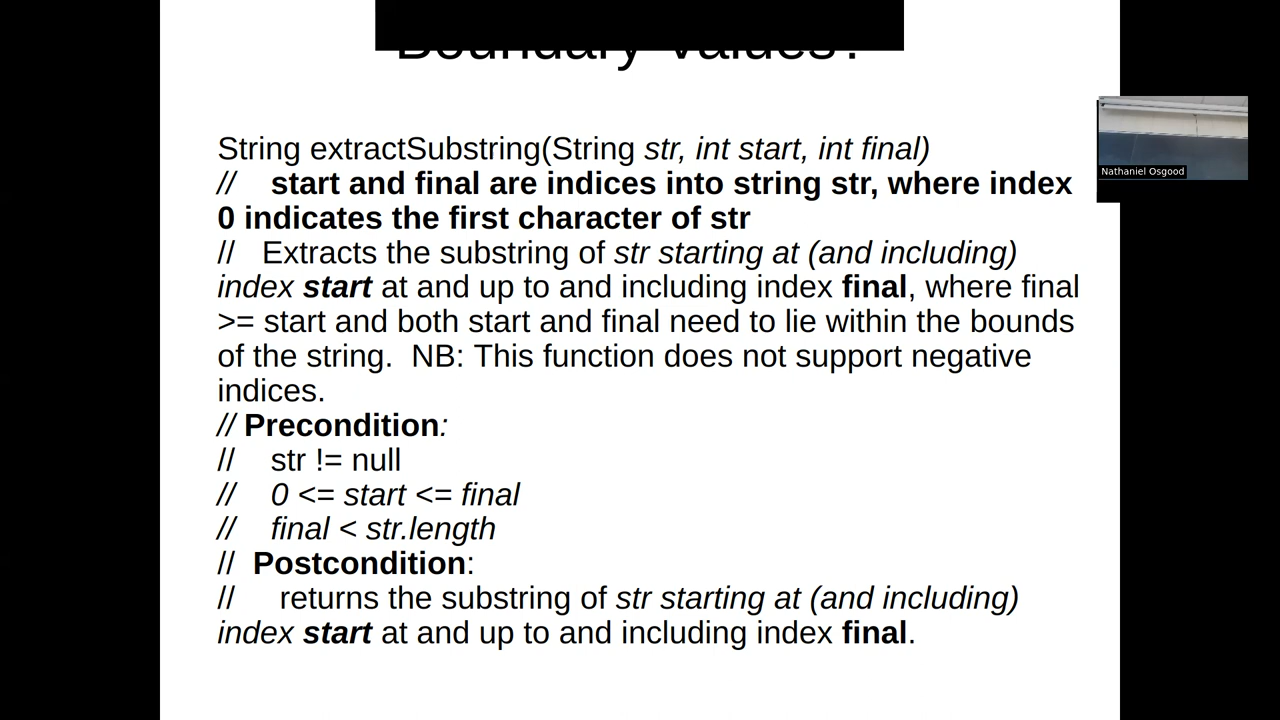 Boundary Values?
String extractSubstring(String str, int start, int final)
// start and final are indices into string str, where index
0 indicates the first character of str
// Extracts the substring of str starting at (and including)
index start at and up to and including index final, where final
>= start and both start and final need to lie within the bounds
of the string. NB: This function does not support negative
indices.
// Precondition:
// str != null
// 0 <= start <= final
// final < str.length
// Postcondition:
// returns the substring of str starting at (and including)
index start at and up to and including index final.
Nathaniel Osgood